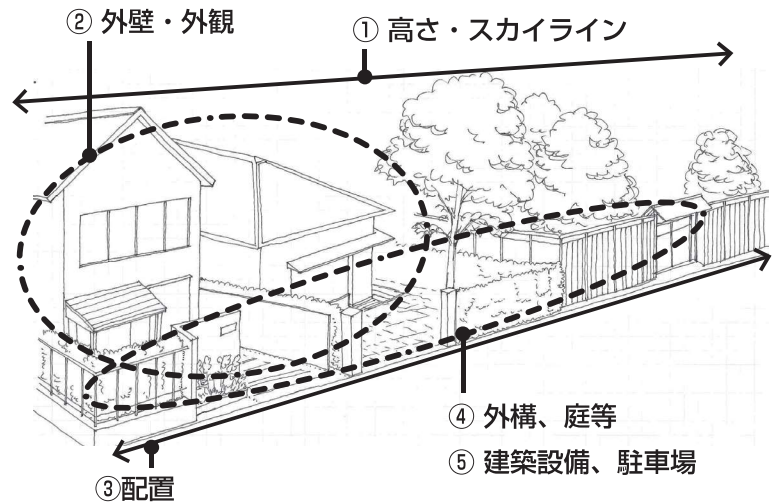 ② 外壁・外観
① 高さ・スカイライン
④ 外構、庭等
⑤ 建築設備、駐車場
③配置